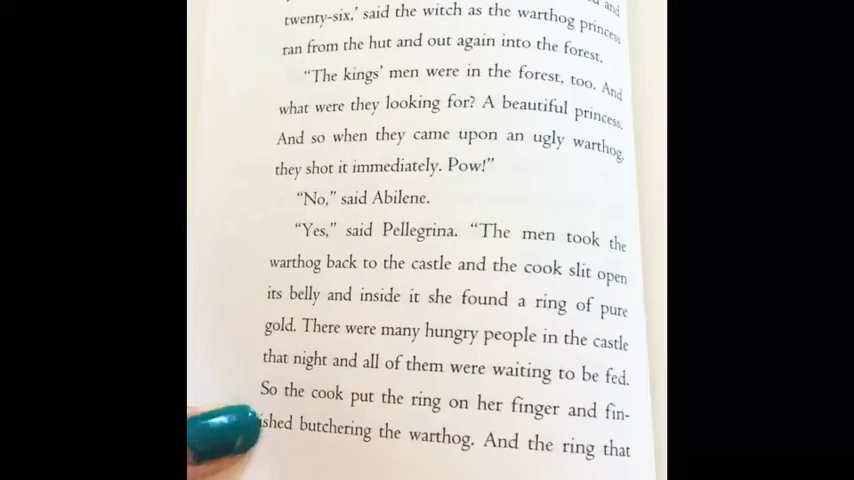 and
twenty-six,’ said the witch as the warthog princess
ran from the hut and out again into the forest.
“The kings’ men were in the forest, too. And
what were they looking for? A beautiful princess.
And so when they came upon an ugly warthog,
they shot it immediately. Pow!”
“No,” said Abilene.
“Yes,” said Pellegrina. “The men took the
warthog back to the castle and the cook slit open
its belly and inside it she found a ring of pure
gold. There were many hungry people in the castle
that night and all of them were waiting to be fed.
So the cook put the ring on her finger and fin-
ished butchering the warthog. And the ring that